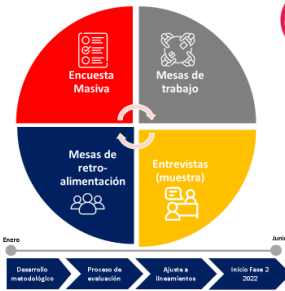 Encuesta
Masiva
Mesas de
trabajo
Mesas de
retro-
alimentación
Entrevistas
(muestra)
Enero
Junio
Desarrollo
metodológico
Proceso de
evaluación
Ajuste a
lineamientos
Inicio Fase 2
2022